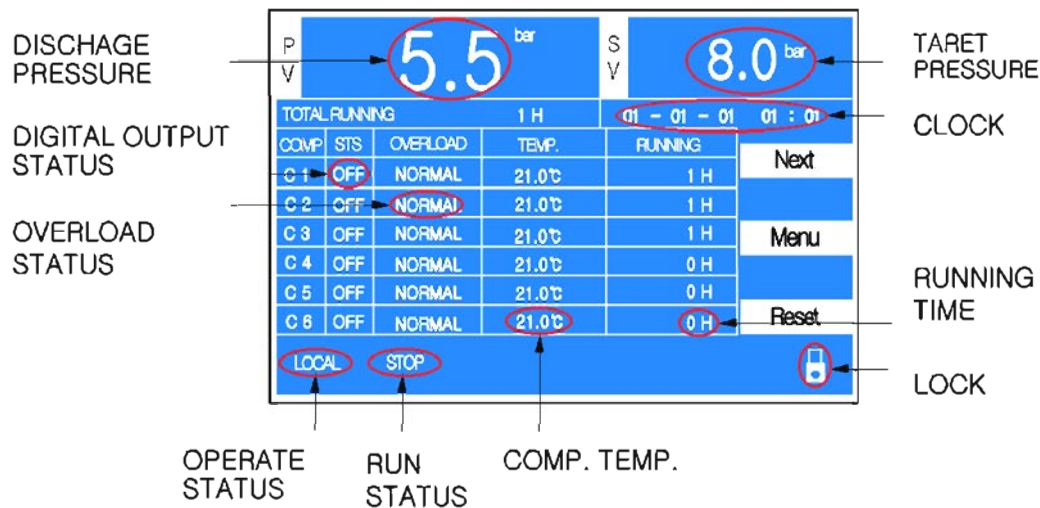 DISCHAGE
PRESSURE
P
V
5.5 bar
S
V
8.0 bar
TARET
PRESSURE
TOTAL RUNNING 1 H 01 - 01 - 01 01 : 01
CLOCK
DIGITAL OUTPUT
STATUS
COMP STS OVERLOAD TEMP. RUNNING
Next
C 1 OFF NORMAL 21.0℃ 1 H
C 2 OFF NORMAL 21.0℃ 1 H
OVERLOAD
STATUS
C 3 OFF NORMAL 21.0℃ 1 H
Menu
C 4 OFF NORMAL 21.0℃ 0 H
C 5 OFF NORMAL 21.0℃ 0 H
C 6 OFF NORMAL 21.0℃ 0 H
Reset
RUNNING
TIME
LOCAL STOP
LOCK
OPERATE
STATUS
RUN
STATUS
COMP. TEMP.